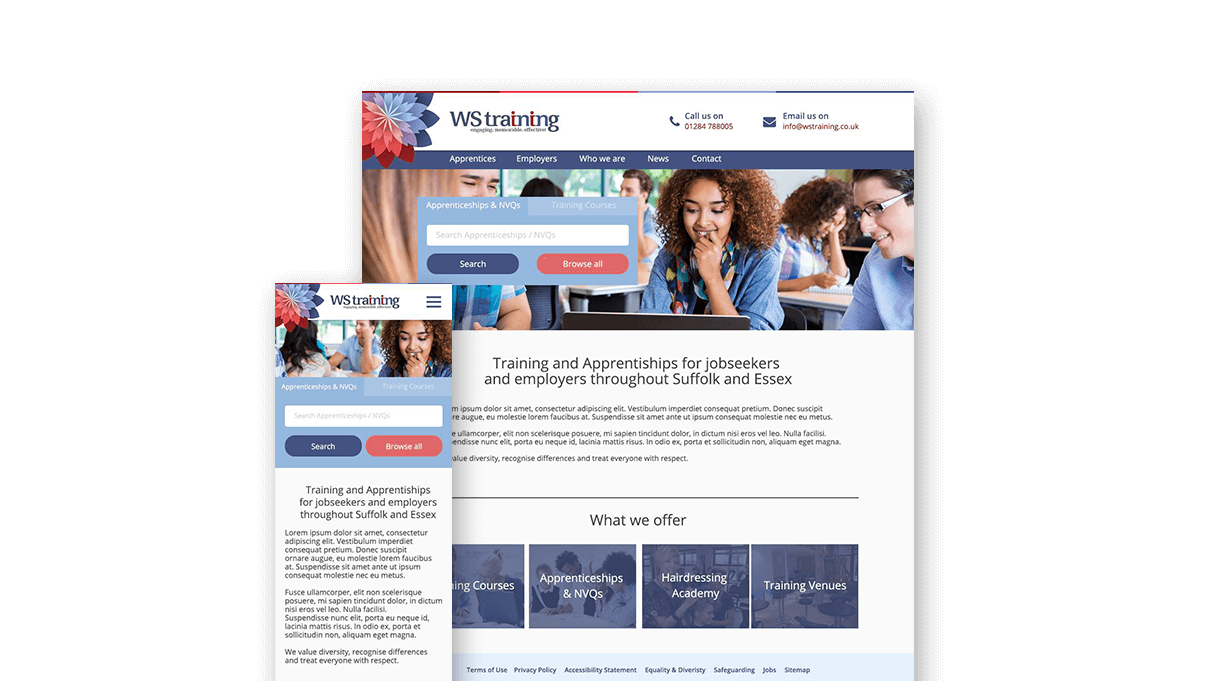 WS training
engaging, memorable, effective!
Call us on
01284 788005
Email us on
info@wstraining.co.uk
Apprentices Employers Who we are News Contact
Apprenticeships & NVQs Training Courses
Search Apprenticeships / NVQs
Search Browse all
Training and Apprentiships for jobseekers
and employers throughout Suffolk and Essex
ipsum dolor sit amet, consectetur adipiscing elit. Vestibulum imperdiet consequat pretium. Donec suscipit
augue, eu molestie lorem faucibus at. Suspendisse sit amet ante ut ipsum consequat molestie nec eu metus.
ullamcorper, elit non scelerisque posuere, mi sapien tincidunt dolor, in dictum nisi eros vel leo. Nulla facilisi.
nunc elit, porta eu neque id, lacinia mattis risus. In odio ex, porta et sollicitudin non, aliquam eget magna.
value diversity, recognise differences and treat everyone with respect.
What we offer
Courses
Apprenticeships
& NVQs
Hairdressing
Academy
Training Venues
Terms of Use Privacy Policy Accessibility Statement Equality & Diveristy Safeguarding Jobs Sitemap
WS training
engaging, memorable, effective!
Apprenticeships & NVQs Training Courses
Search Apprenticeships / NVQs
Search Browse all
Training and Apprentiships
for jobseekers and employers
throughout Suffolk and Essex
Lorem ipsum dolor sit amet, consectetur
adipiscing elit. Vestibulum imperdiet
consequat pretium. Donec suscipit
ornare augue, eu molestie lorem faucibus
at. Suspendisse sit amet ante ut ipsum
consequat molestie nec eu metus.
Fusce ullamcorper, elit non scelerisque
posuere, mi sapien tincidunt dolor, in dictum
nisi eros vel leo. Nulla facilisi.
Suspendisse nunc elit, porta eu neque id,
lacinia mattis risus. In odio ex, porta et
sollicitudin non, aliquam eget magna.
We value diversity, recognise differences
and treat everyone with respect.